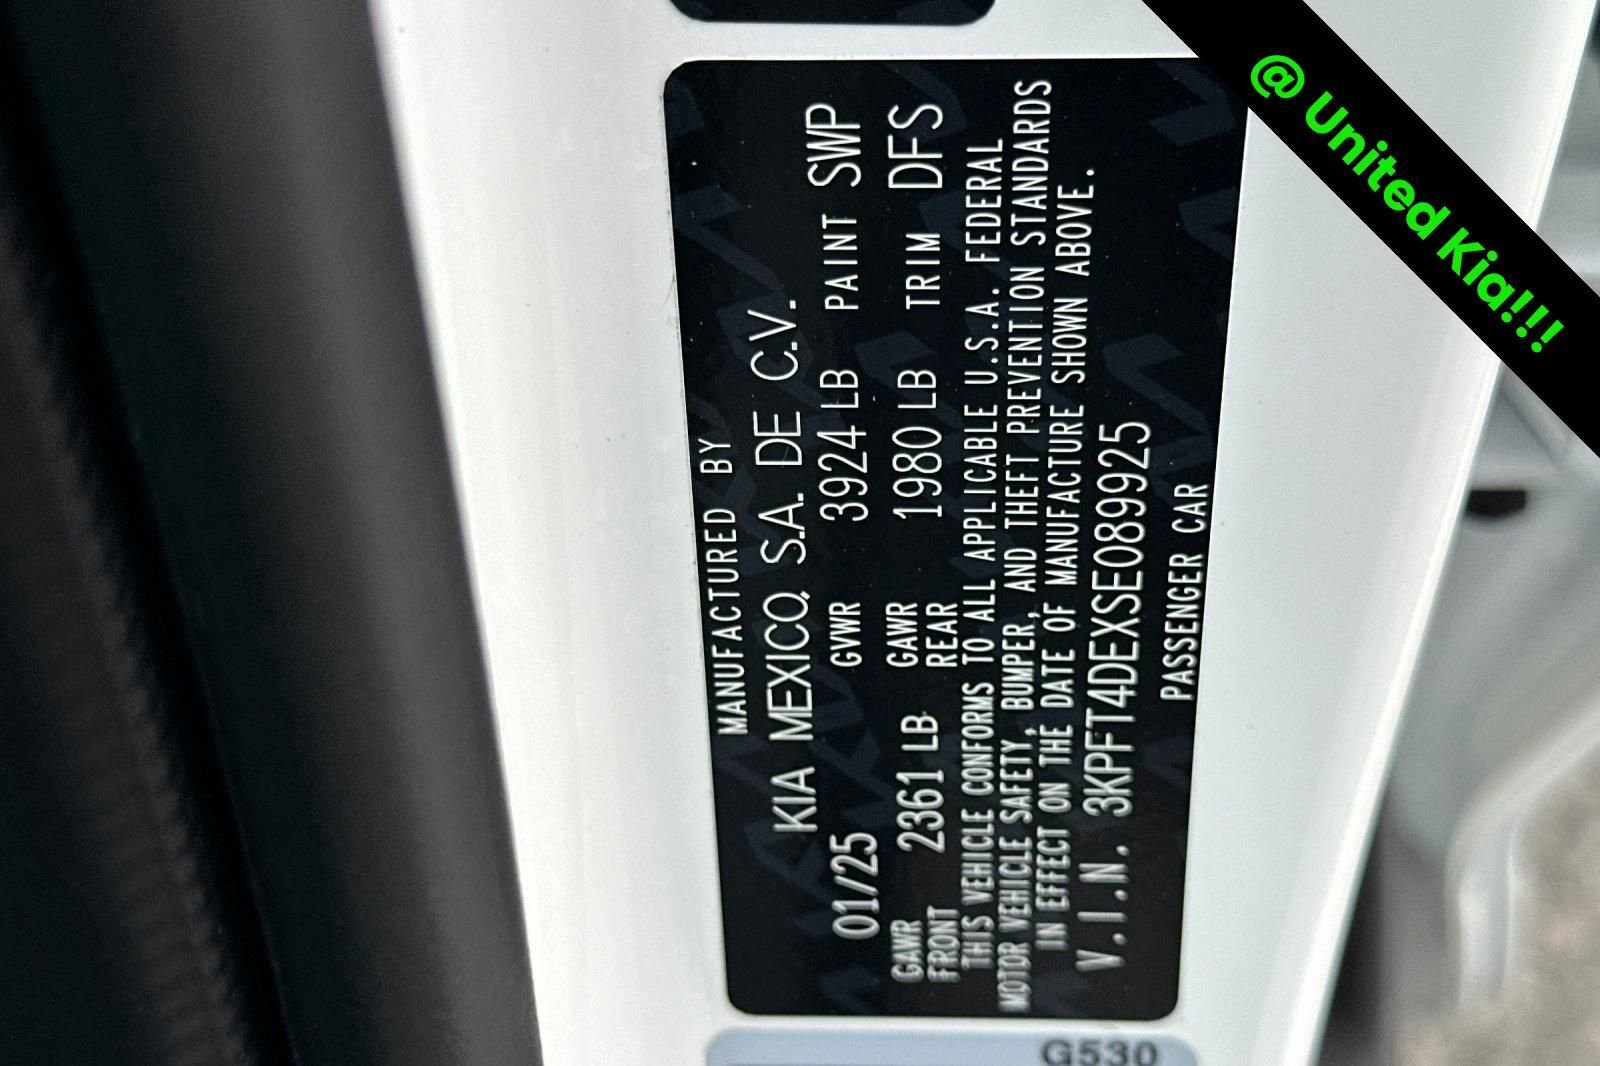 MANUFACTURED BY
KIA MEXICO, S.A. DE C.V.
01/25 GVWR 3924 LB PAINT SWP
GAWR FRONT 2361 LB GAWR REAR 1980 LB TRIM DFS
THIS VEHICLE CONFORMS TO ALL APPLICABLE U.S.A. FEDERAL
MOTOR VEHICLE SAFETY, BUMPER, AND THEFT PREVENTION STANDARDS
IN EFFECT ON THE DATE OF MANUFACTURE SHOWN ABOVE.
V.I.N. 3KPFT4DEXSE089925
PASSENGER CAR
G530
@ United Kia!!!